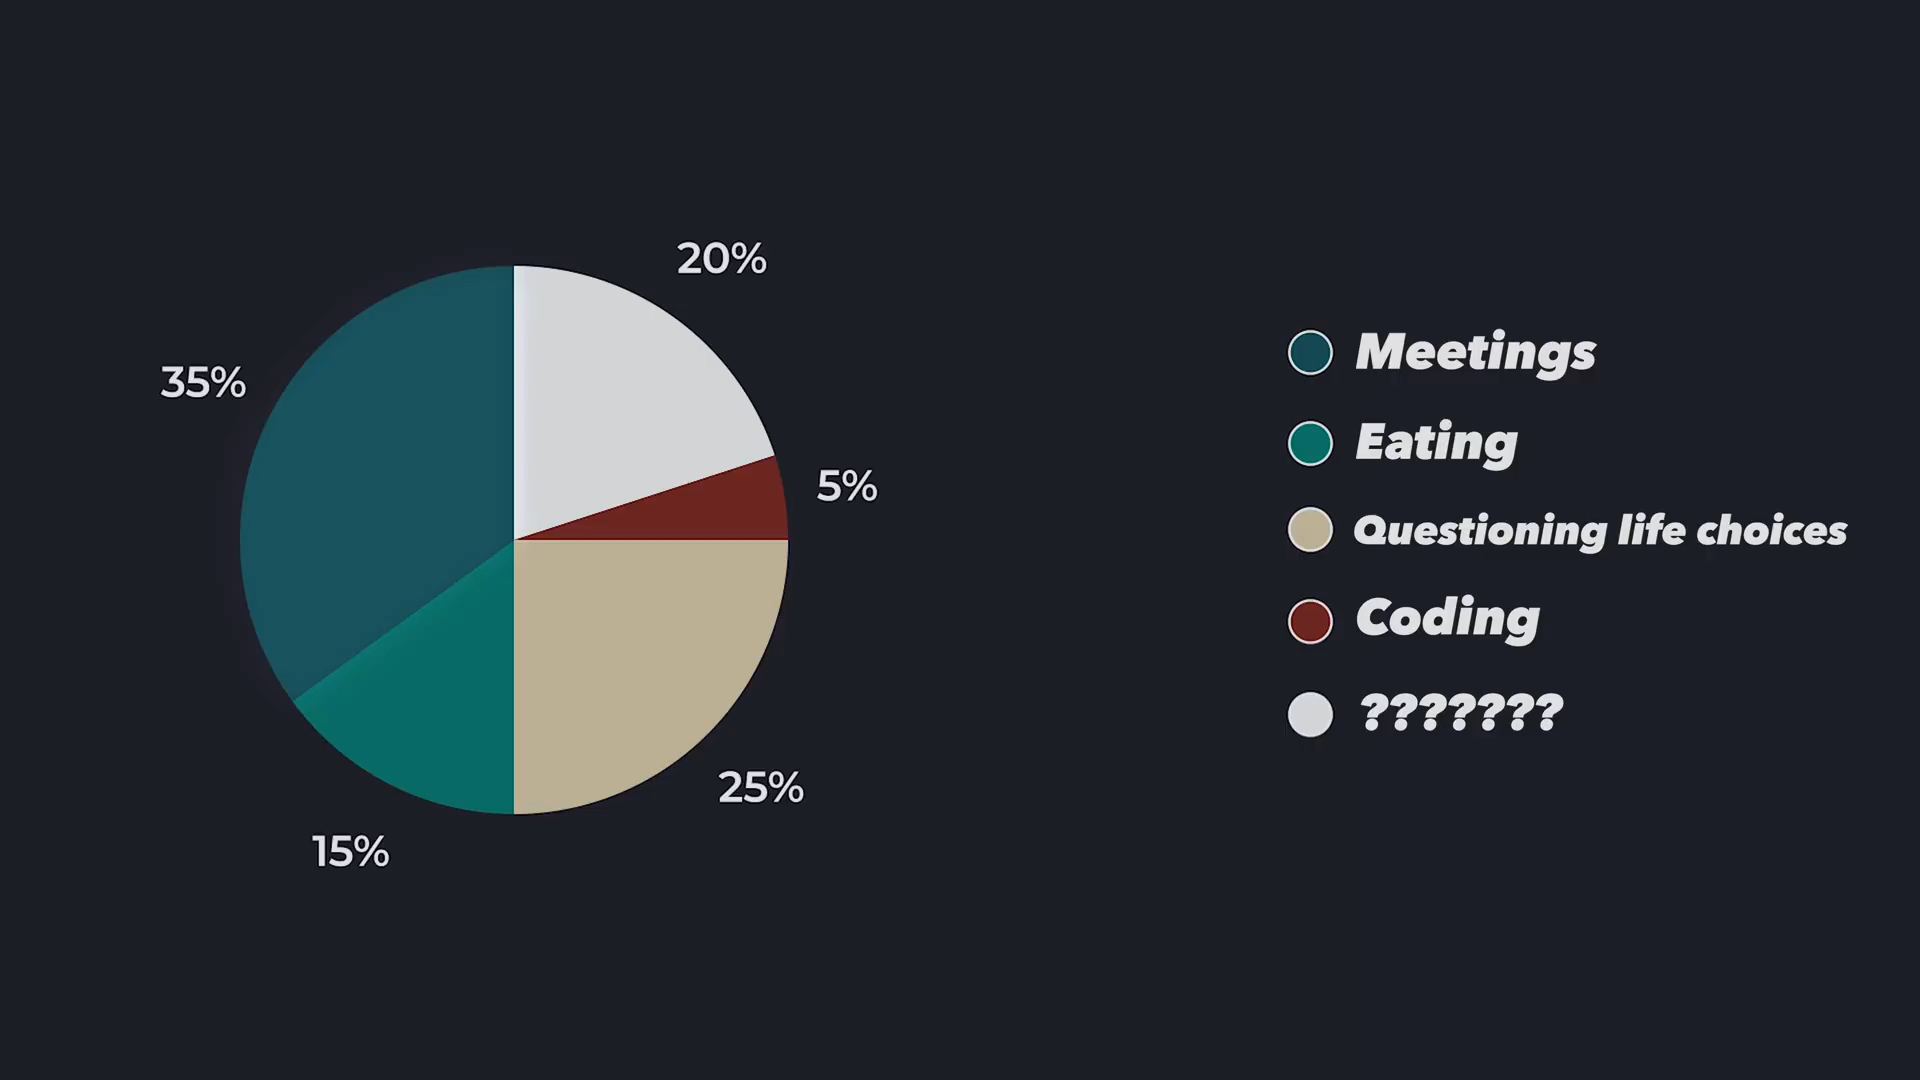 20%
35%
5%
25%
15%
Meetings
Eating
Questioning life choices
Coding
???????